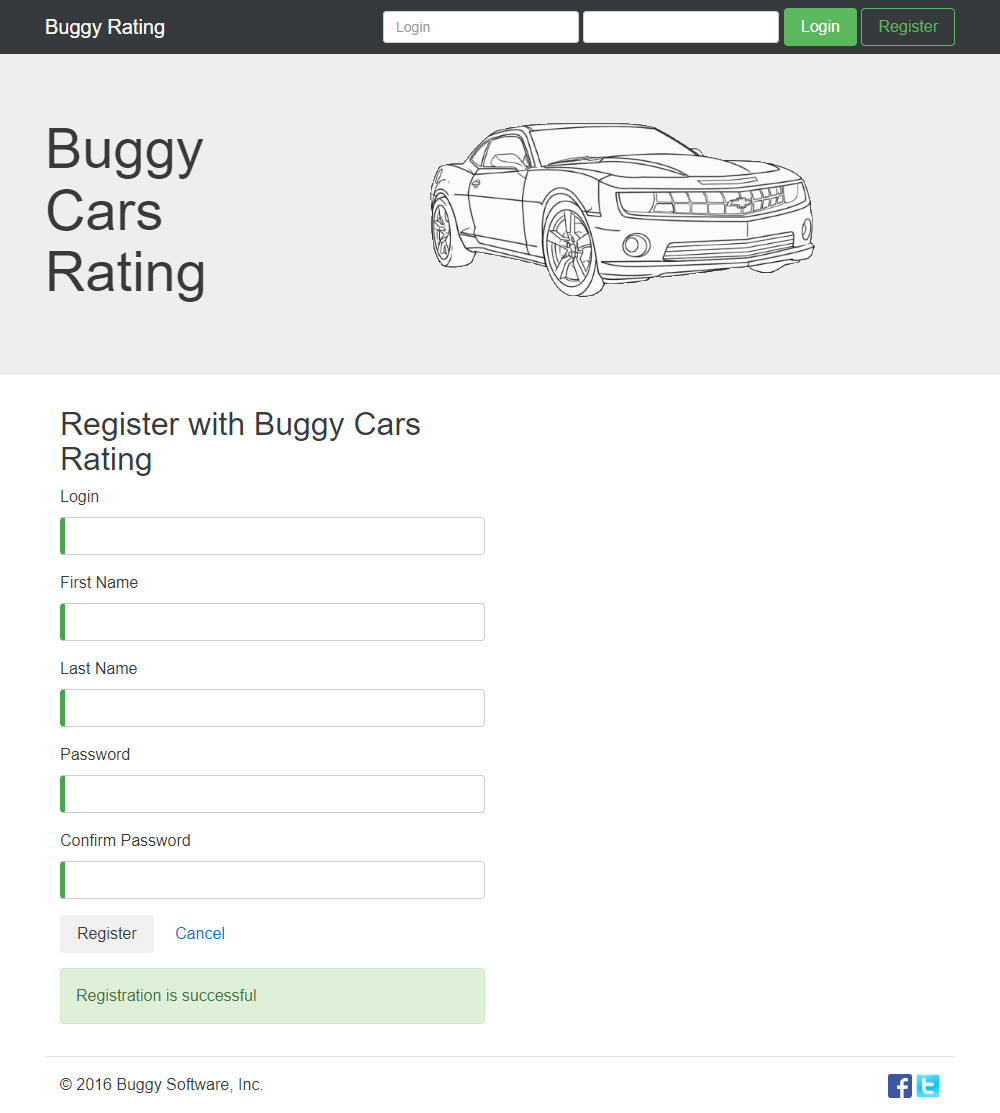 Buggy Rating
Login
Login
Register
Buggy
Cars
Rating
Register with Buggy Cars
Rating
Login
First Name
Last Name
Password
Confirm Password
Register
Cancel
Registration is successful
© 2016 Buggy Software, Inc.